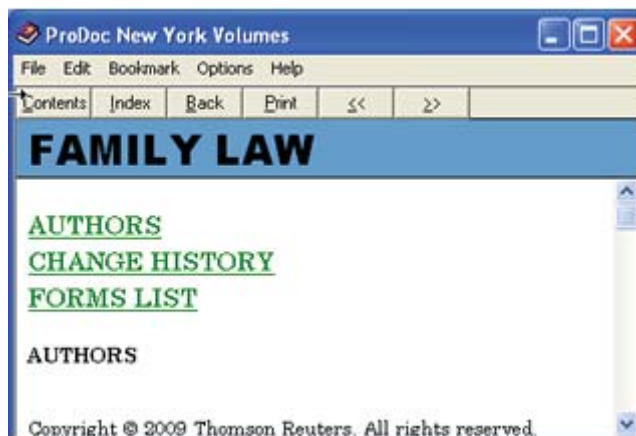 ProDoc New York Volumes
File Edit Bookmark Options Help
Contents Index Back Print << >>
FAMILY LAW
AUTHORS
CHANGE HISTORY
FORMS LIST
AUTHORS
Copyright © 2009 Thomson Reuters. All rights reserved.